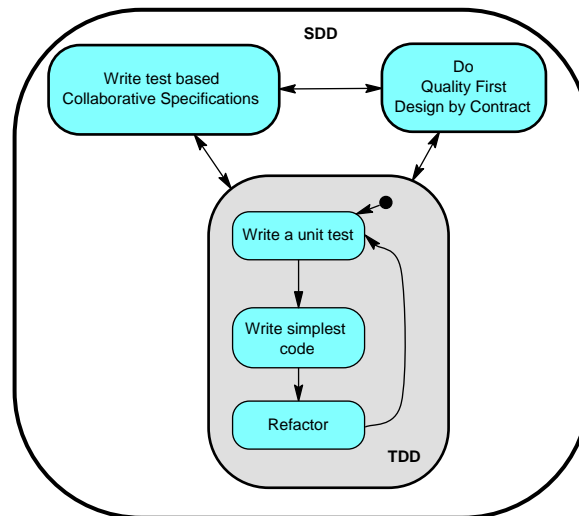 SDD
Write test based
Collaborative Specifications
Do
Quality First
Design by Contract
Write a unit test
Write simplest
code
Refactor
TDD